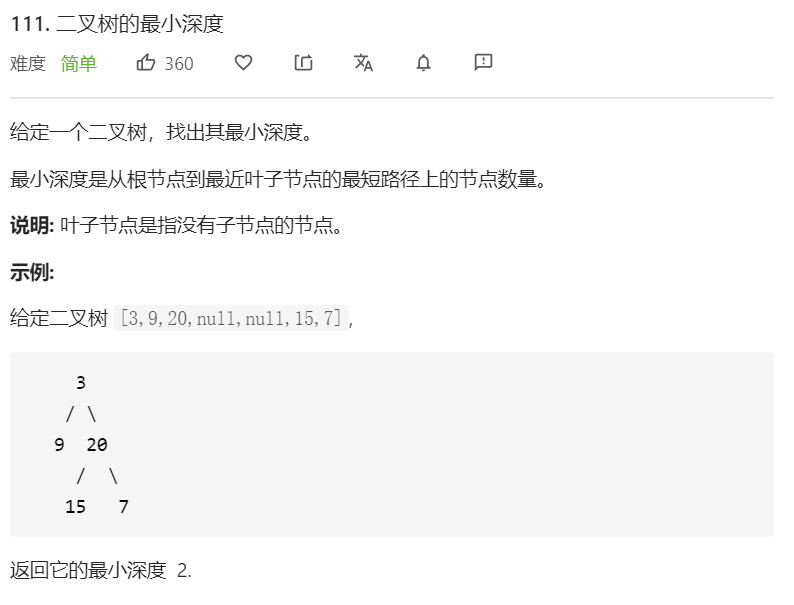 111. 二叉树的最小深度
难度 简单 360
给定一个二叉树，找出其最小深度。
最小深度是从根节点到最近叶子节点的最短路径上的节点数量。
说明: 叶子节点是指没有子节点的节点。
示例:
给定二叉树 [3,9,20,null,null,15,7],
3
/ \
9 20
/ \
15 7
返回它的最小深度 2.